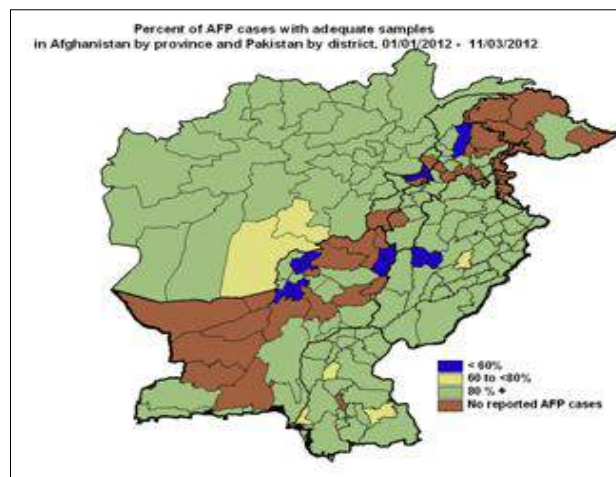 Percent of AFP cases with adequate samples
in Afghanistan by province and Pakistan by district, 01/01/2012 - 11/03/2012
< 60%
60 to <80%
80 % +
No reported AFP cases